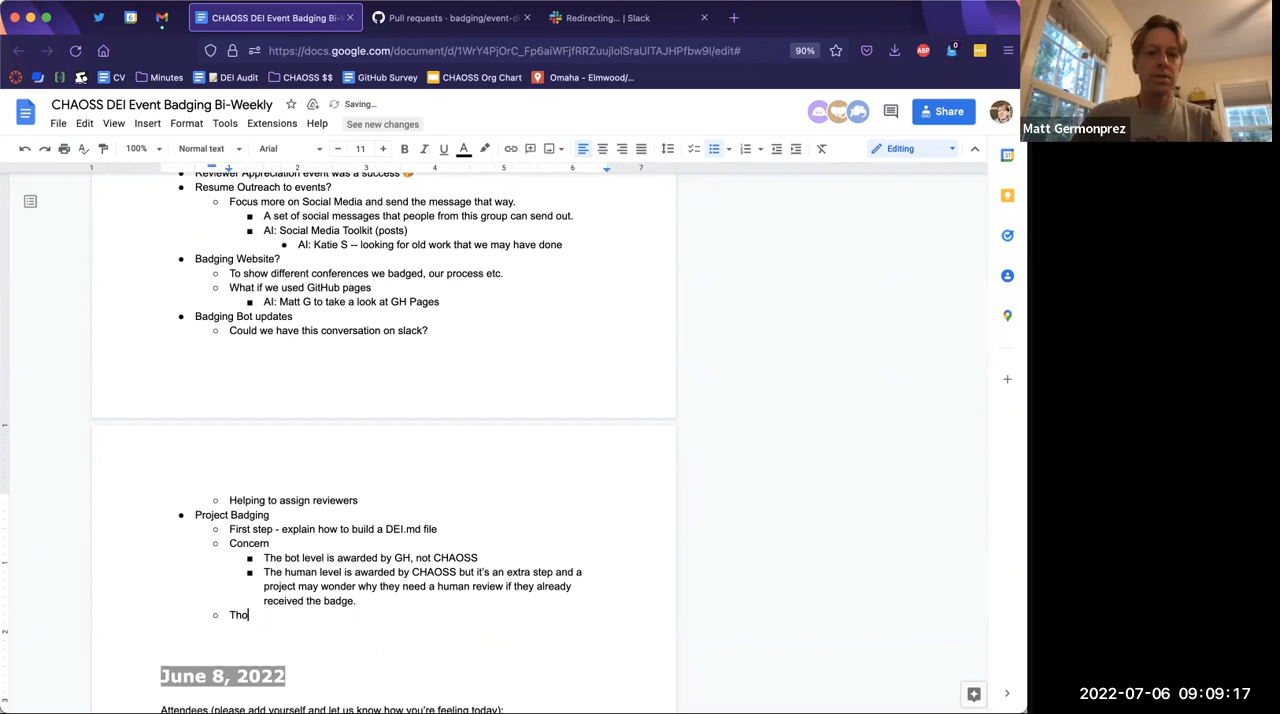 CHAOSS DEI Event Badging Bi-W
Pull requests · badging/event-di
Redirecting... | Slack
https://docs.google.com/document/d/1WrY4PjOrC_Fp6aiWFjfRRZuujlolSraUITAJHPfbw9I/edit#
90%
CV
Minutes
DEI Audit
CHAOSS $$
GitHub Survey
CHAOSS Org Chart
Omaha - Elmwood/...
CHAOSS DEI Event Badging Bi-Weekly
Saving...
File Edit View Insert Format Tools Extensions Help
See new changes
Share
Matt Germonprez
100% Normal text Arial 11 Editing
1 1 2 3 4 5 6 7
Reviewer Appreciation event was a success
Resume Outreach to events?
Focus more on Social Media and send the message that way.
A set of social messages that people from this group can send out.
AI: Social Media Toolkit (posts)
AI: Katie S -- looking for old work that we may have done
Badging Website?
To show different conferences we badged, our process etc.
What if we used GitHub pages
AI: Matt G to take a look at GH Pages
Badging Bot updates
Could we have this conversation on slack?
Helping to assign reviewers
Project Badging
First step - explain how to build a DEI.md file
Concern
The bot level is awarded by GH, not CHAOSS
The human level is awarded by CHAOSS but it's an extra step and a
project may wonder why they need a human review if they already
received the badge.
Tho
June 8, 2022
Attendees (please add yourself and let us know how you're feeling today):
2022-07-06 09:09:17